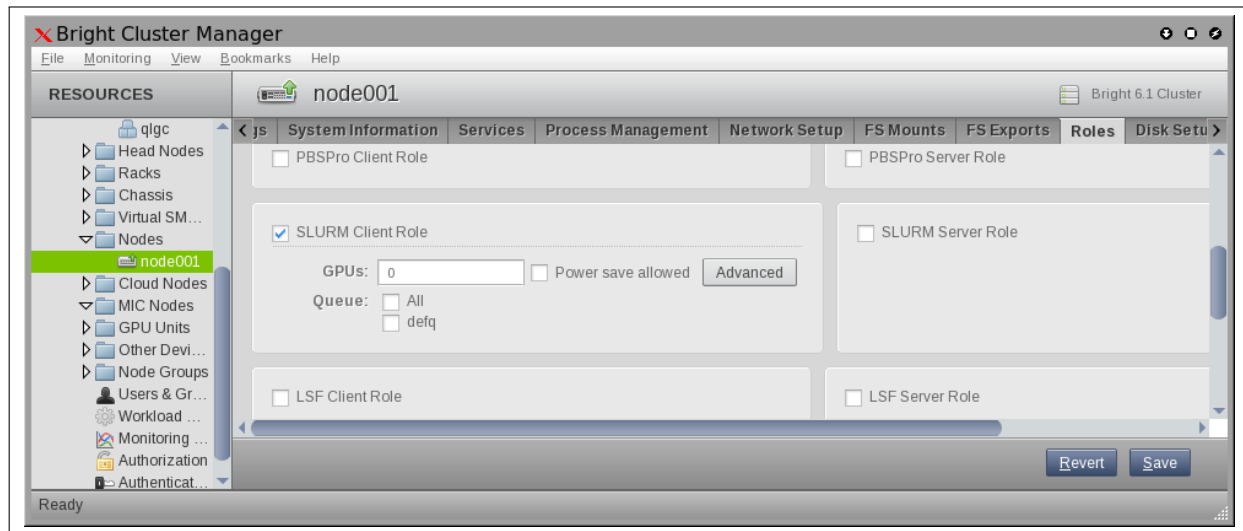 Bright Cluster Manager
File Monitoring View Bookmarks Help
RESOURCES
node001
Bright 6.1 Cluster
qlgc
Head Nodes
Racks
Chassis
Virtual SM...
Nodes
node001
Cloud Nodes
MIC Nodes
GPU Units
Other Devi...
Node Groups
Users & Gr...
Workload ...
Monitoring ...
Authorization
Authenticat...
gs System Information Services Process Management Network Setup FS Mounts FS Exports Roles Disk Setu
PBSPro Client Role
PBSPro Server Role
SLURM Client Role
SLURM Server Role
GPUs: 0 Power save allowed Advanced
Queue: All
defq
LSF Client Role
LSF Server Role
Revert Save
Ready